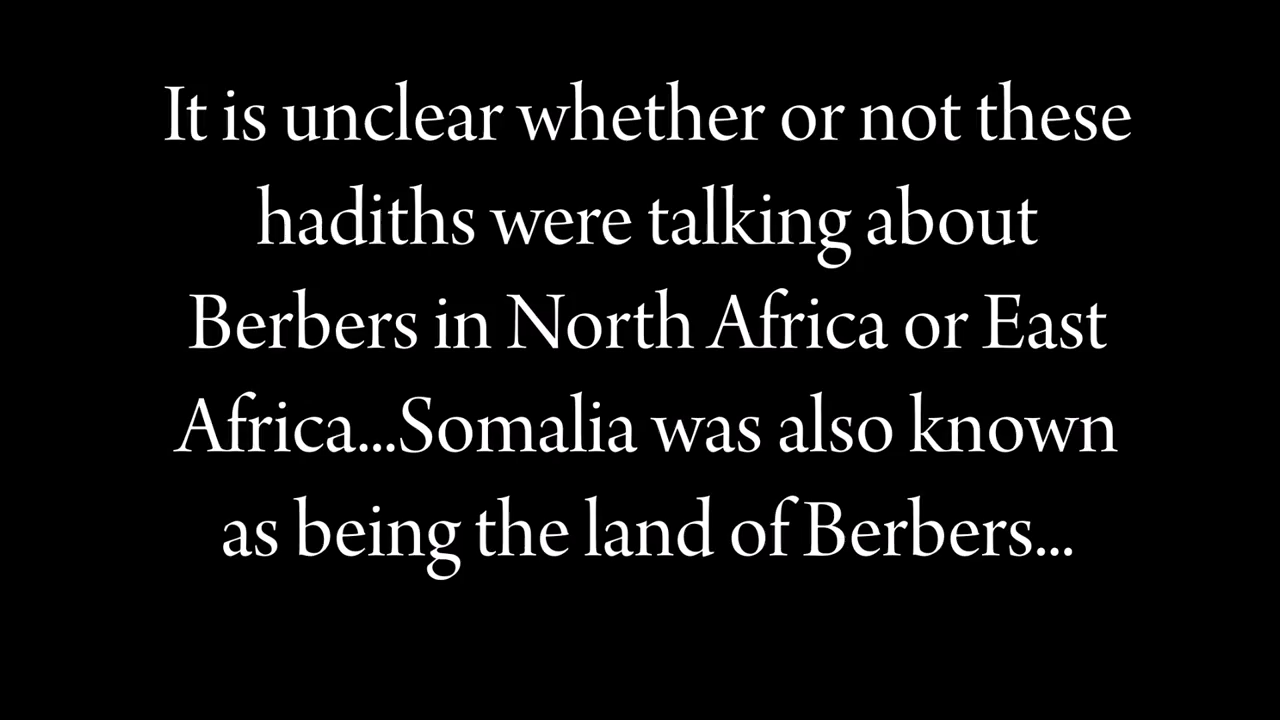 It is unclear whether or not these
hadiths were talking about
Berbers in North Africa or East
Africa...Somalia was also known
as being the land of Berbers...